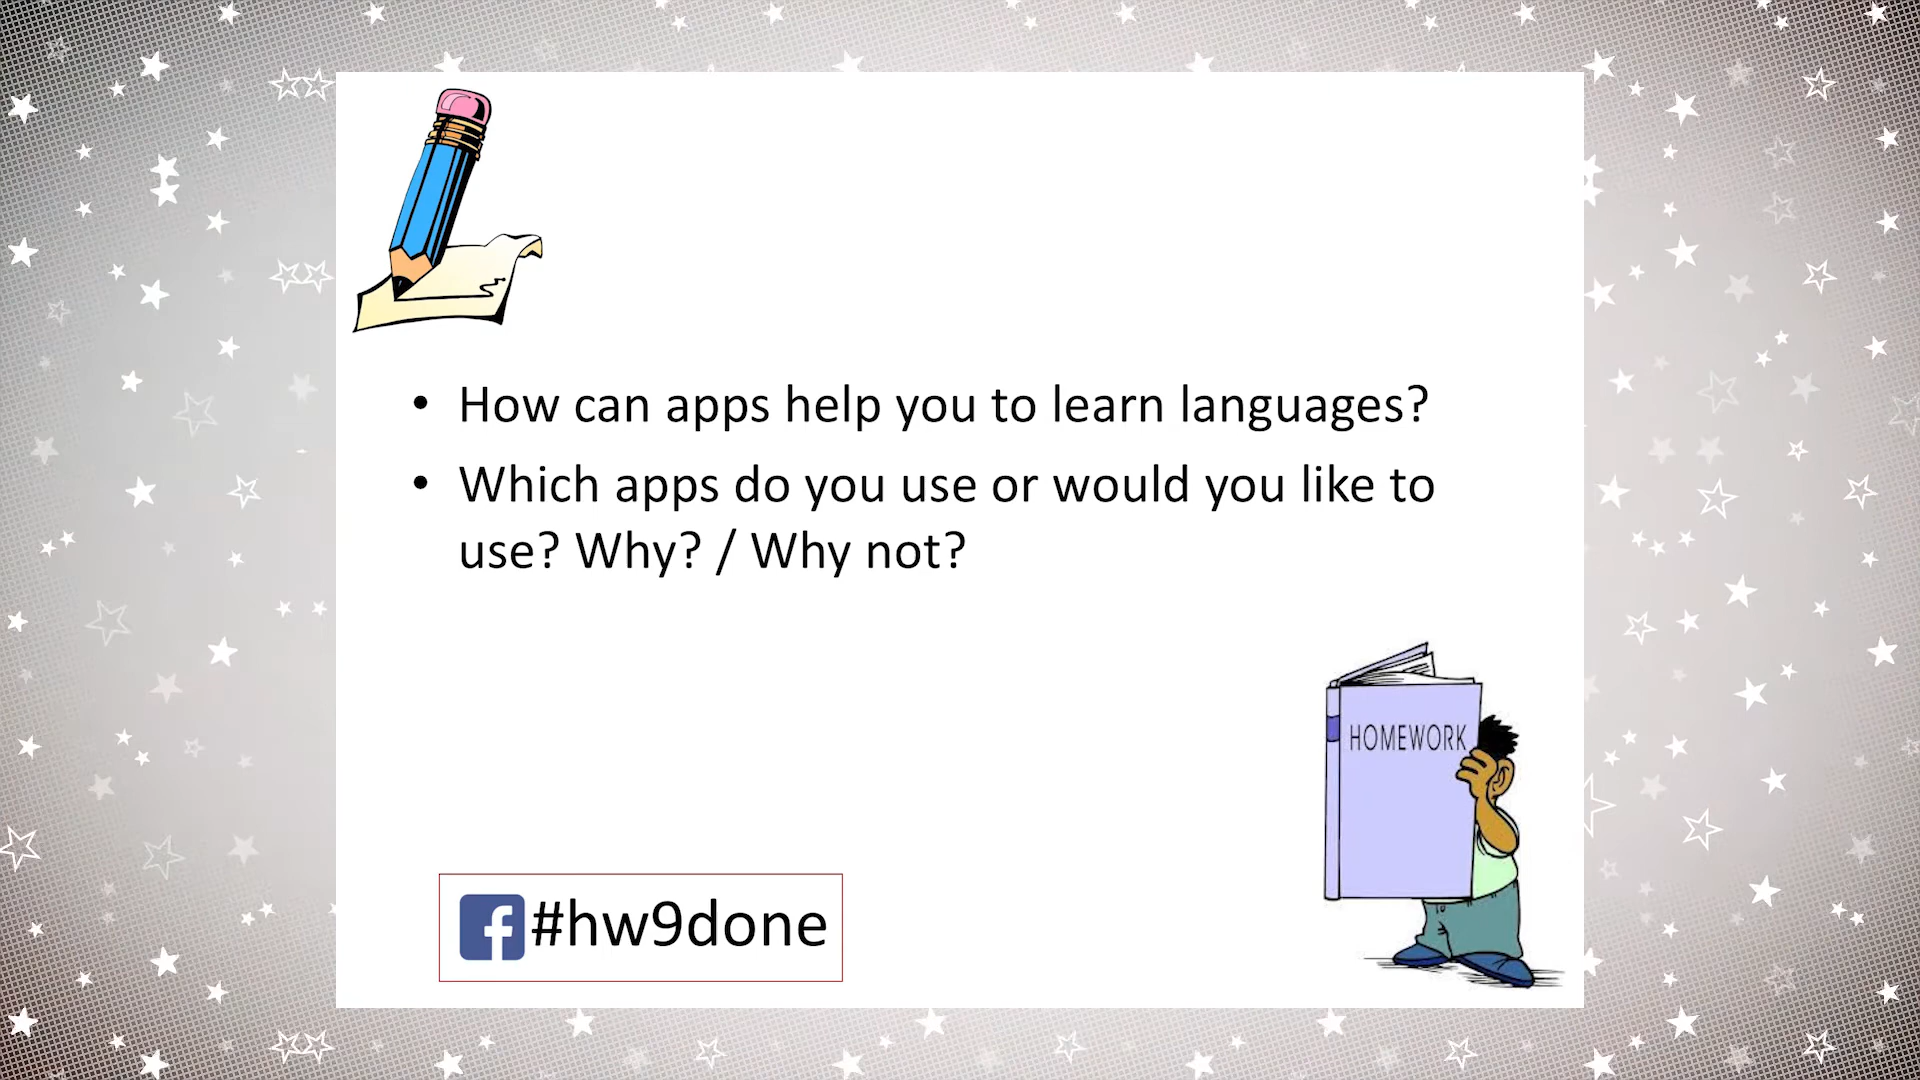 • How can apps help you to learn languages?
• Which apps do you use or would you like to
use? Why? / Why not?
HOMEWORK
f #hw9done